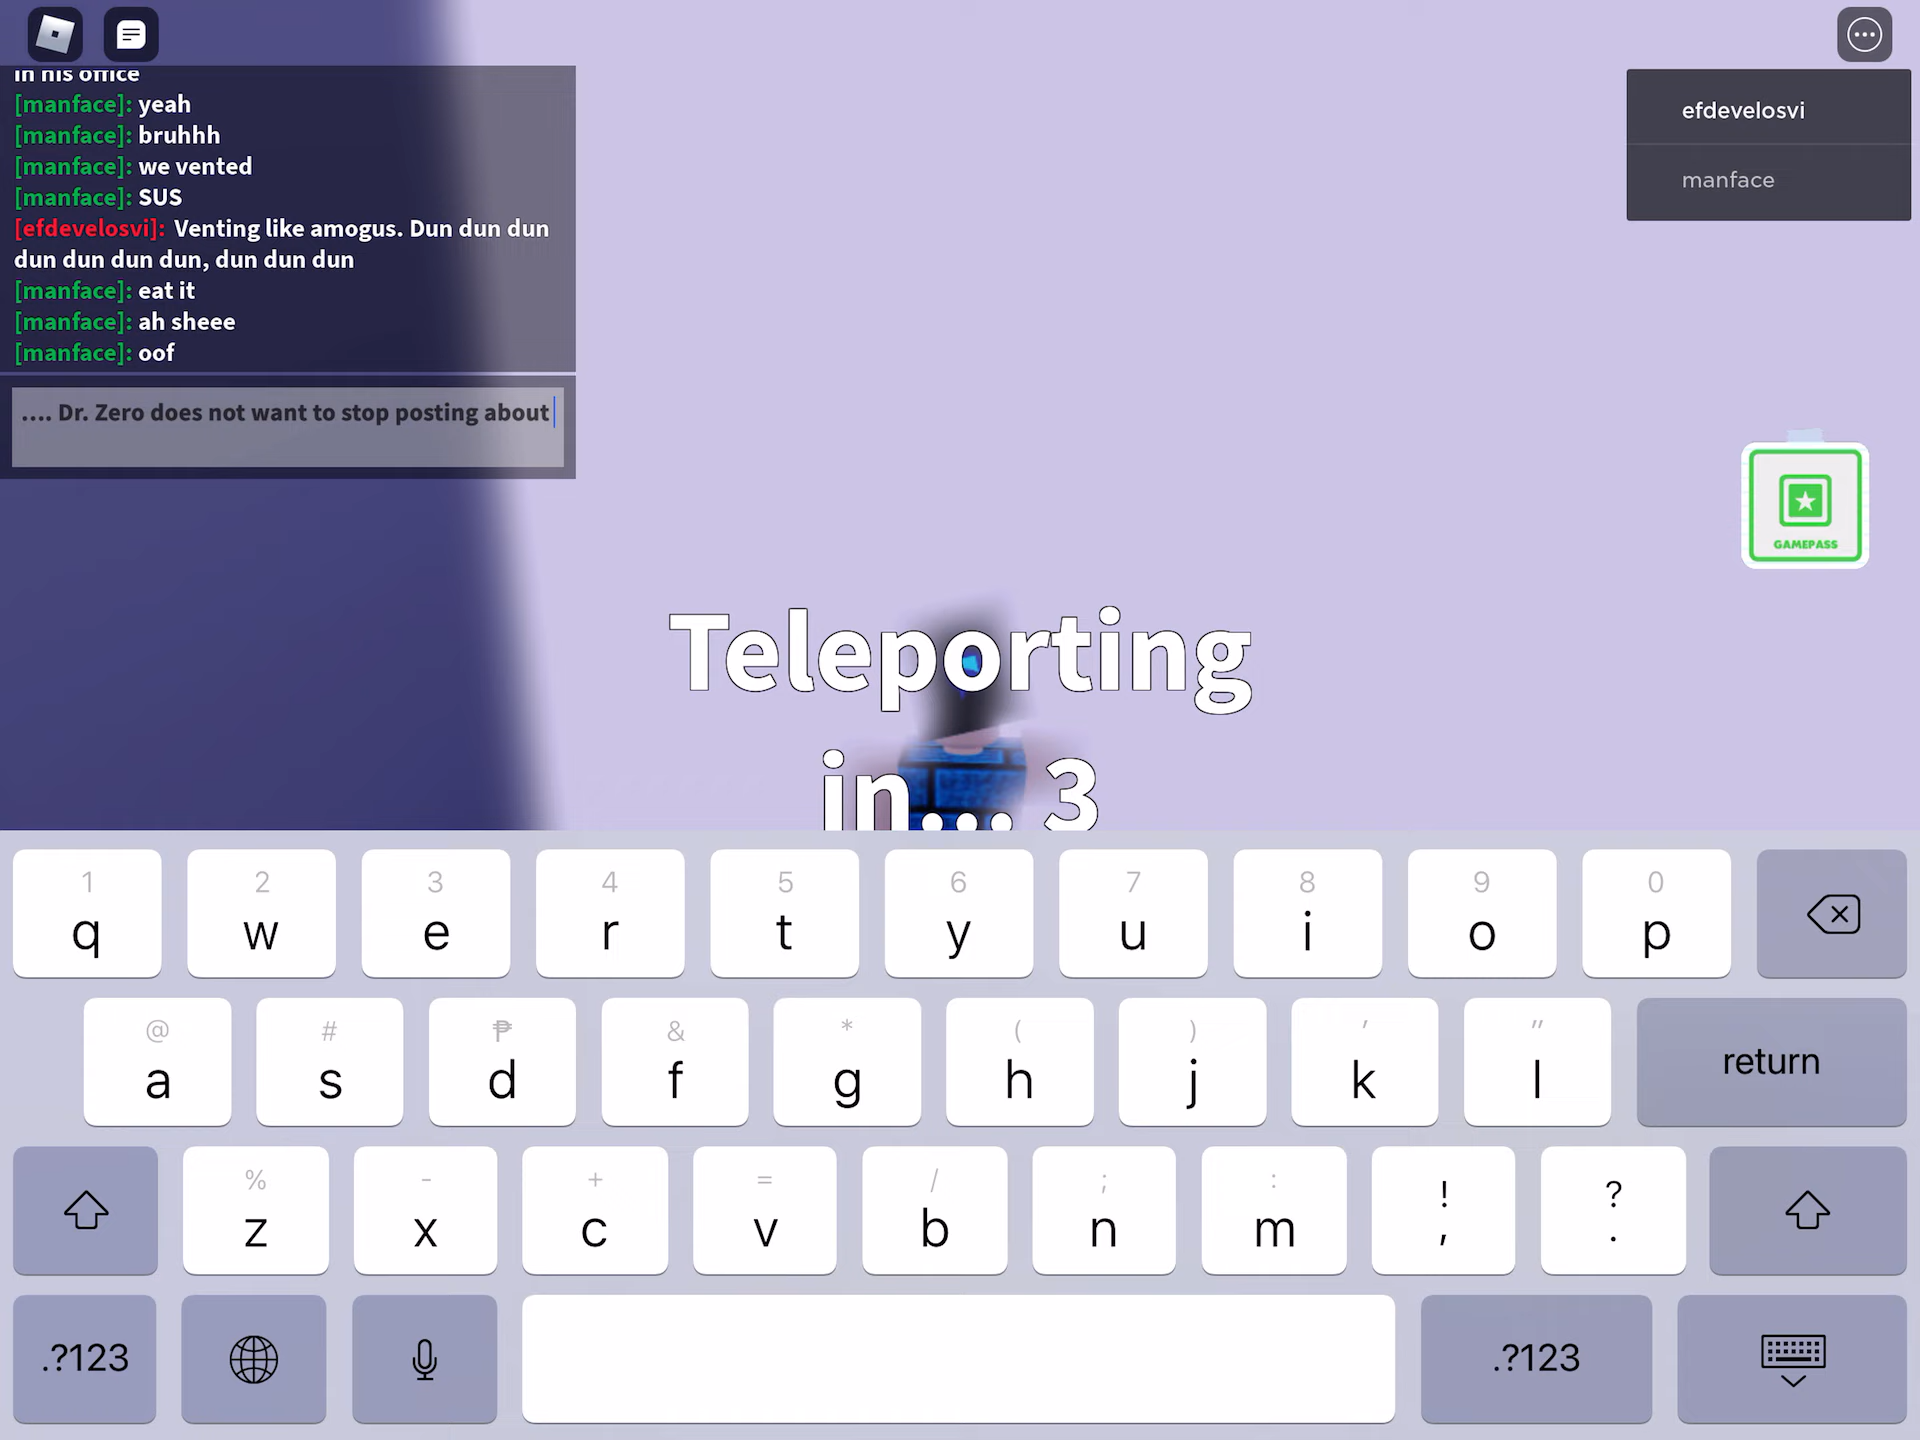 in his office
[manface]: yeah
[manface]: bruhhh
[manface]: we vented
[manface]: SUS
[efdevelosvi]: Venting like amogus. Dun dun dun
dun dun dun dun, dun dun dun
[manface]: eat it
[manface]: ah sheee
[manface]: oof
.... Dr. Zero does not want to stop posting about
efdevelosvi
manface
GAMEPASS
Teleporting
in... 3
1 2 3 4 5 6 7 8 9 0
q w e r t y u i o p
@ # ₱ & * ( ) ' "
a s d f g h j k l return
% - + = / ; : ! ?
z x c v b n m , .
.?123 .?123